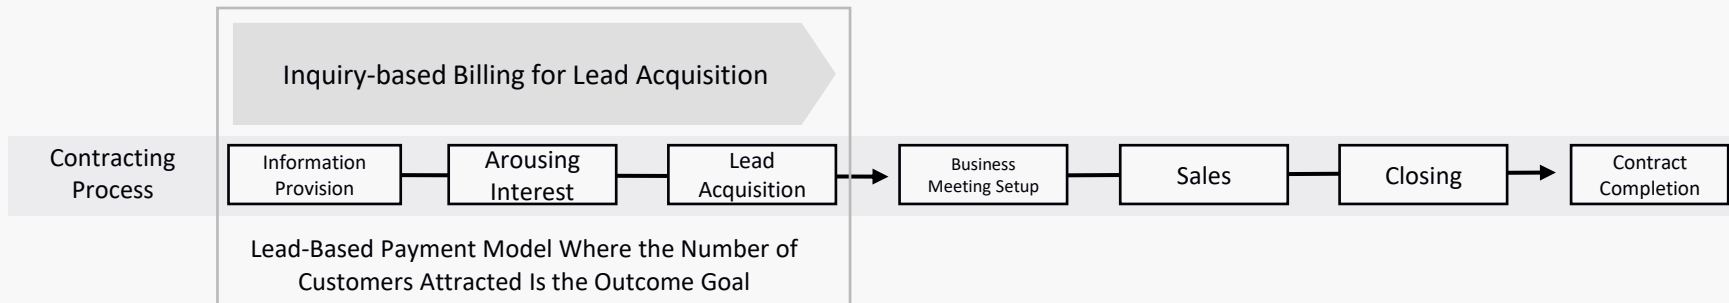 Inquiry-based Billing for Lead Acquisition
Contracting
Process
Information
Provision
Arousing
Interest
Lead
Acquisition
Business
Meeting Setup
Sales
Closing
Contract
Completion
Lead-Based Payment Model Where the Number of
Customers Attracted Is the Outcome Goal